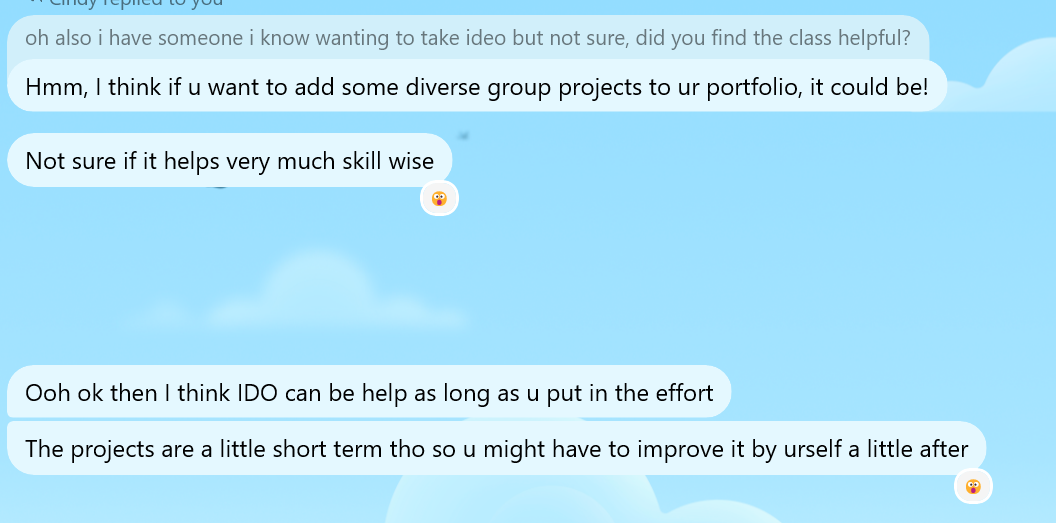 Cindy replied to you
oh also i have someone i know wanting to take ideo but not sure, did you find the class helpful?
Hmm, I think if u want to add some diverse group projects to ur portfolio, it could be!
Not sure if it helps very much skill wise
Ooh ok then I think IDO can be help as long as u put in the effort
The projects are a little short term tho so u might have to improve it by urself a little after